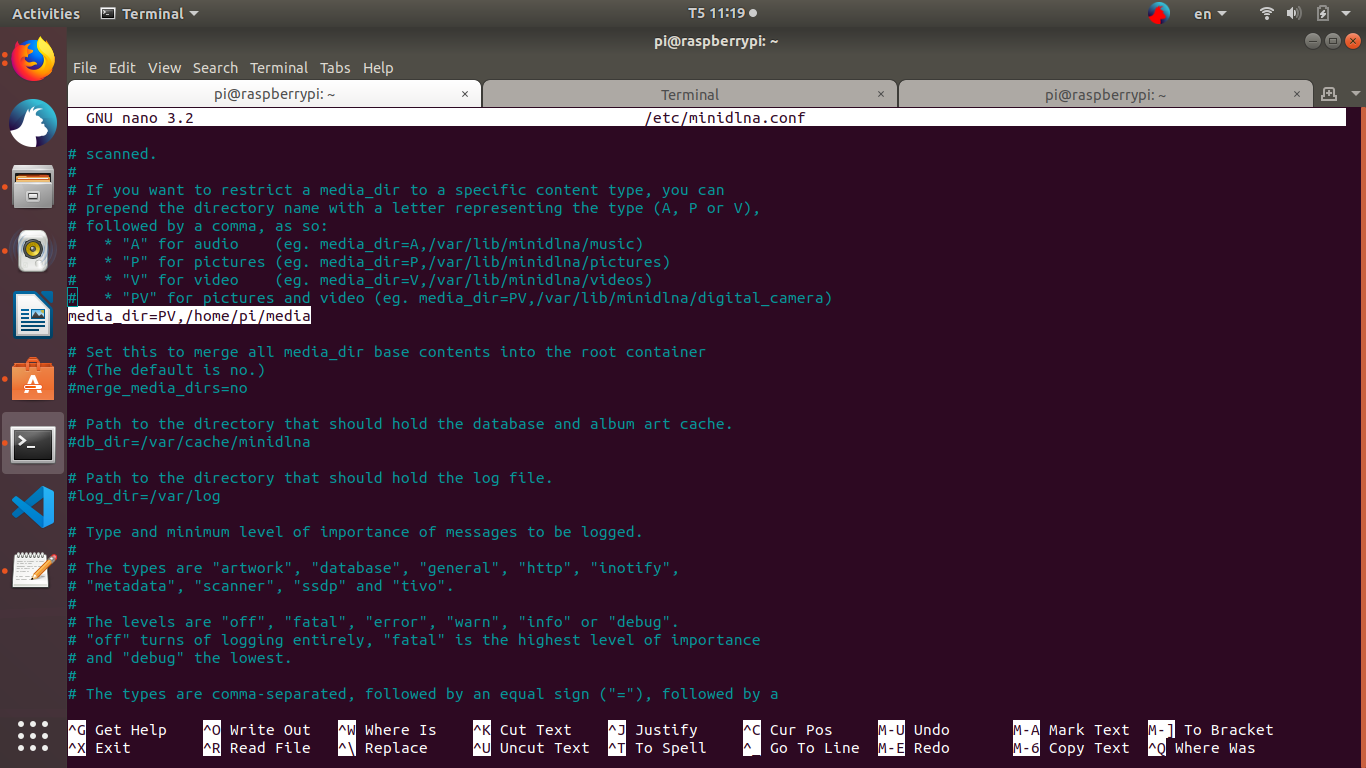 Activities Terminal T5 11:19 en
pi@raspberrypi: ~
File Edit View Search Terminal Tabs Help
pi@raspberrypi: ~ × Terminal × pi@raspberrypi: ~ ×
GNU nano 3.2 /etc/minidlna.conf
# scanned.
#
# If you want to restrict a media_dir to a specific content type, you can
# prepend the directory name with a letter representing the type (A, P or V),
# followed by a comma, as so:
#   * "A" for audio    (eg. media_dir=A,/var/lib/minidlna/music)
#   * "P" for pictures (eg. media_dir=P,/var/lib/minidlna/pictures)
#   * "V" for video    (eg. media_dir=V,/var/lib/minidlna/videos)
#   * "PV" for pictures and video (eg. media_dir=PV,/var/lib/minidlna/digital_camera)
media_dir=PV,/home/pi/media
# Set this to merge all media_dir base contents into the root container
# (The default is no.)
#merge_media_dirs=no
# Path to the directory that should hold the database and album art cache.
#db_dir=/var/cache/minidlna
# Path to the directory that should hold the log file.
#log_dir=/var/log
# Type and minimum level of importance of messages to be logged.
#
# The types are "artwork", "database", "general", "http", "inotify",
# "metadata", "scanner", "ssdp" and "tivo".
#
# The levels are "off", "fatal", "error", "warn", "info" or "debug".
# "off" turns of logging entirely, "fatal" is the highest level of importance
# and "debug" the lowest.
#
# The types are comma-separated, followed by an equal sign ("="), followed by a
^G Get Help ^O Write Out ^W Where Is ^K Cut Text ^J Justify ^C Cur Pos M-U Undo M-A Mark Text M-] To Bracket
^X Exit ^R Read File ^\ Replace ^U Uncut Text ^T To Spell ^_ Go To Line M-E Redo M-6 Copy Text ^Q Where Was